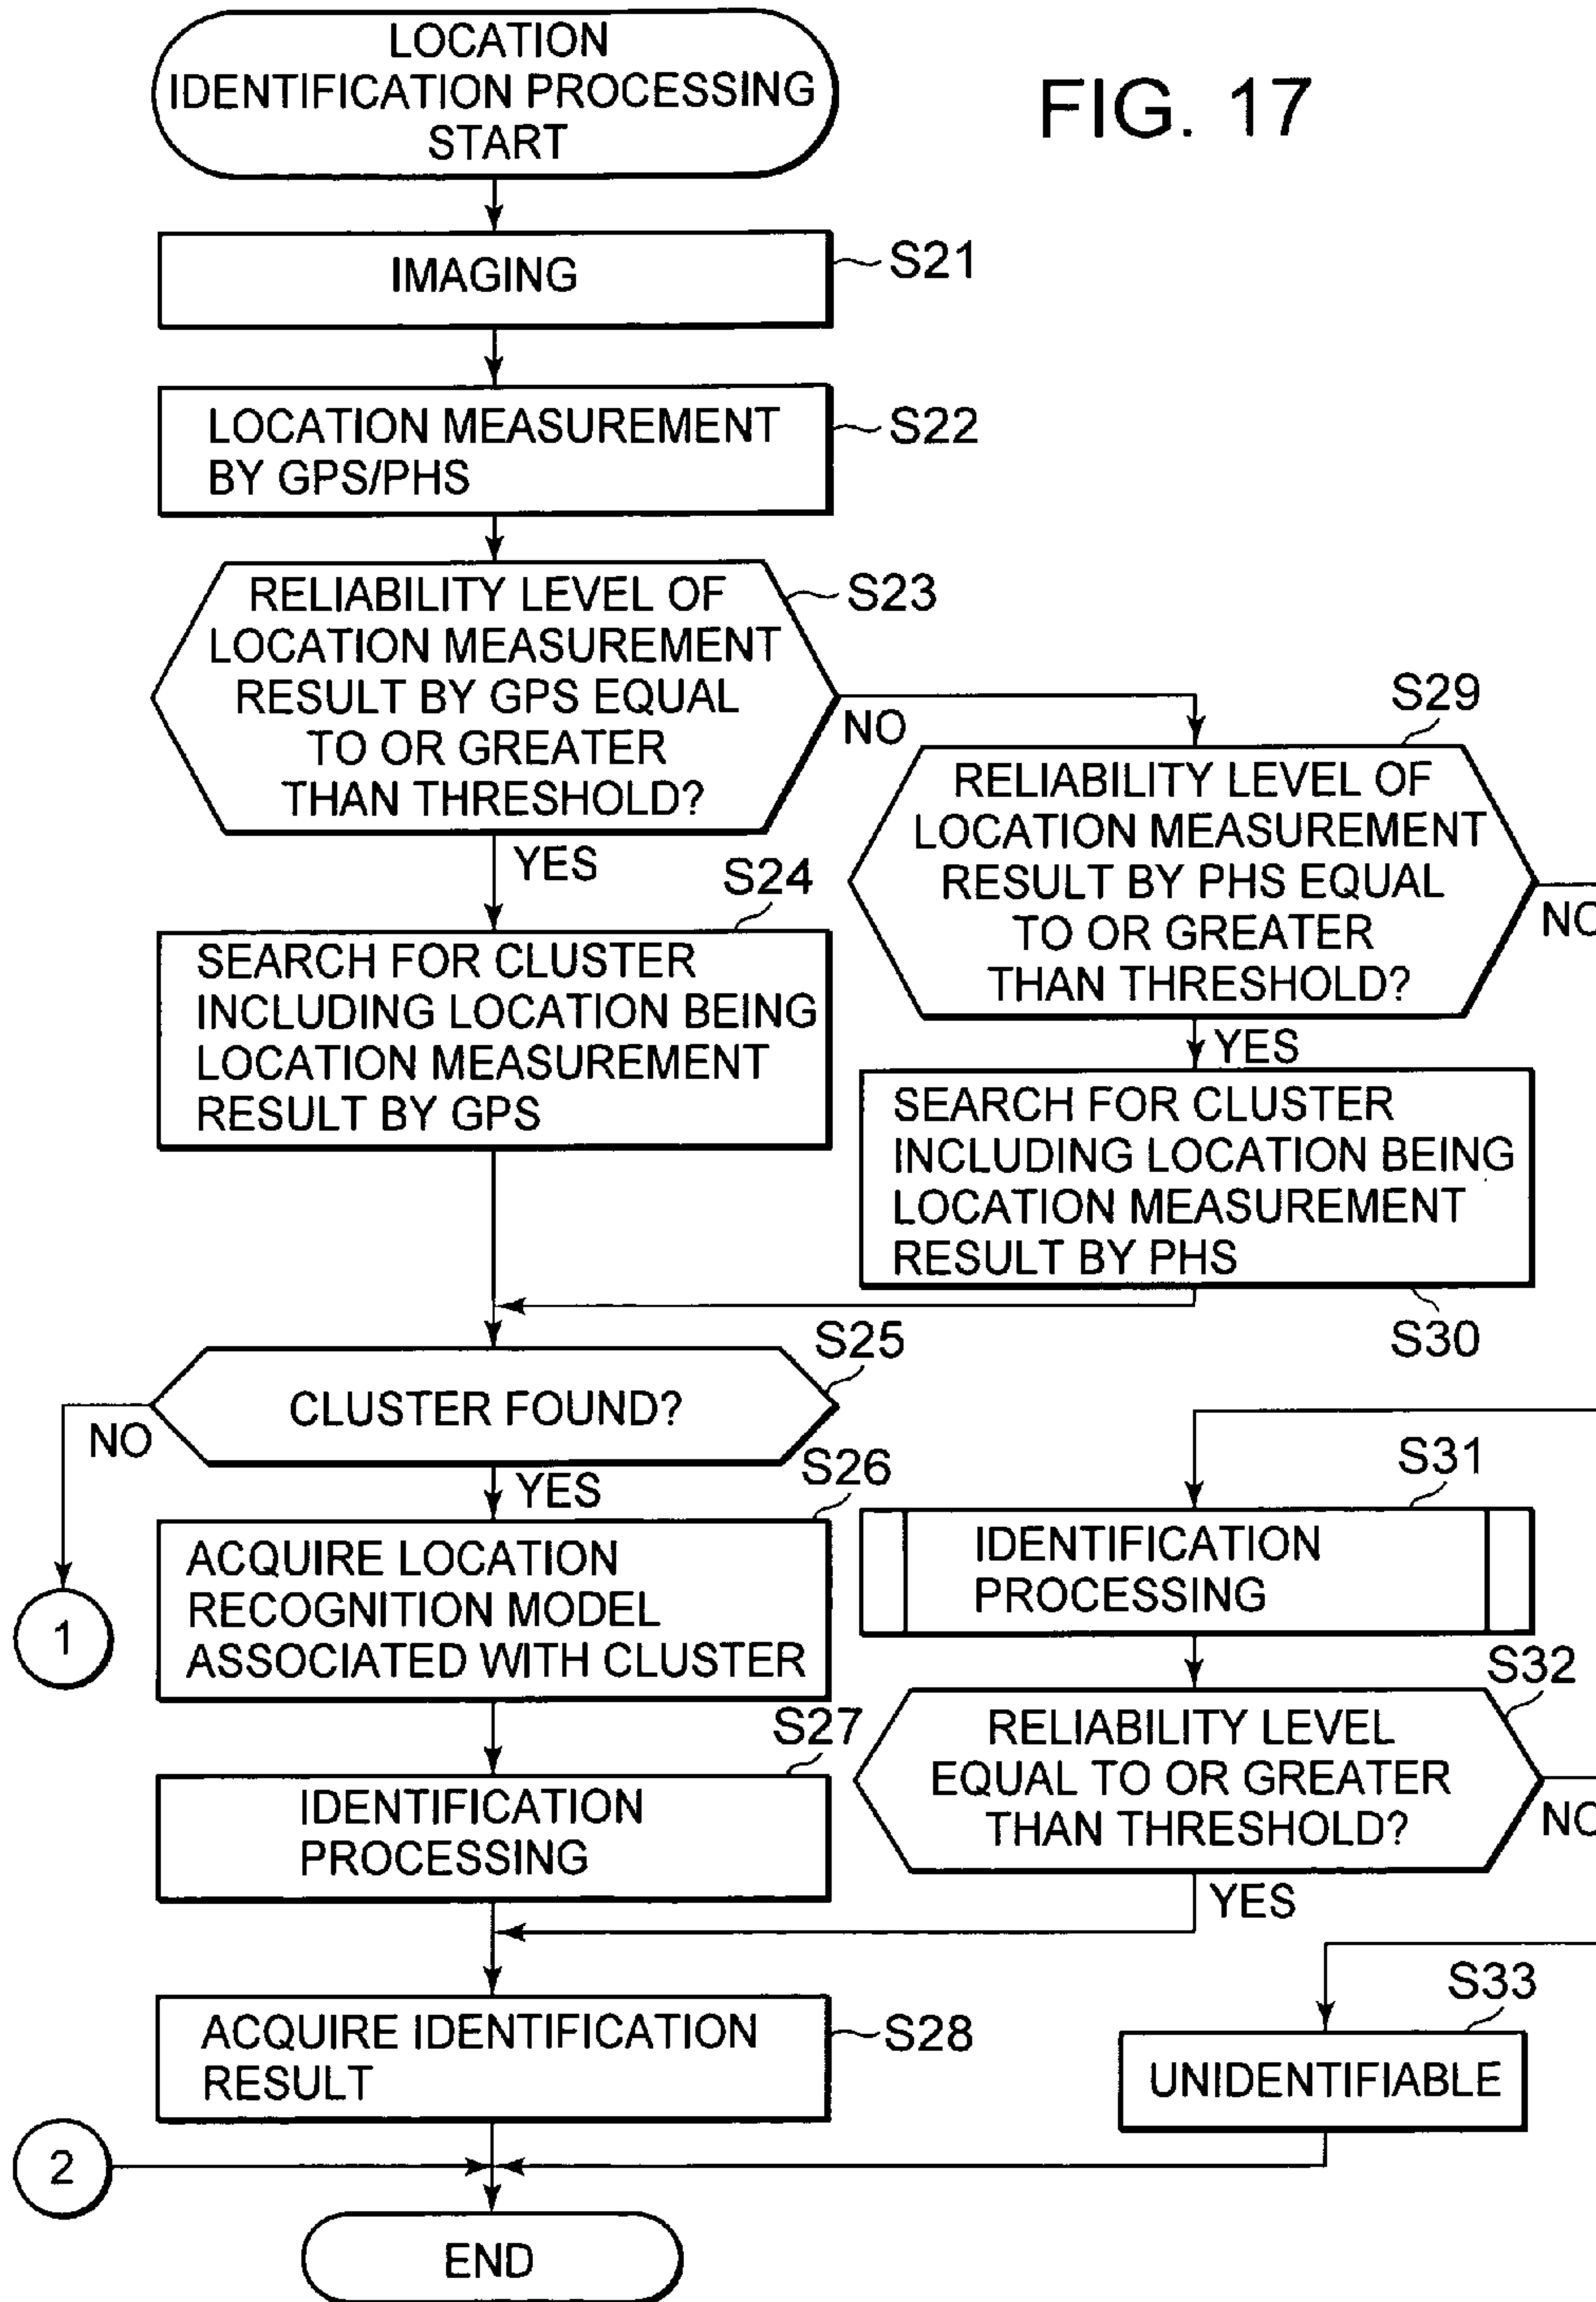 LOCATION
IDENTIFICATION PROCESSING
START
FIG. 17
IMAGING
S21
LOCATION MEASUREMENT
BY GPS/PHS
S22
RELIABILITY LEVEL OF
LOCATION MEASUREMENT
RESULT BY GPS EQUAL
TO OR GREATER
THAN THRESHOLD?
S23
NO
YES
S29
RELIABILITY LEVEL OF
LOCATION MEASUREMENT
RESULT BY PHS EQUAL
TO OR GREATER
THAN THRESHOLD?
NO
YES
S24
SEARCH FOR CLUSTER
INCLUDING LOCATION BEING
LOCATION MEASUREMENT
RESULT BY GPS
SEARCH FOR CLUSTER
INCLUDING LOCATION BEING
LOCATION MEASUREMENT
RESULT BY PHS
S30
S25
CLUSTER FOUND?
NO
YES
1
S26
ACQUIRE LOCATION
RECOGNITION MODEL
ASSOCIATED WITH CLUSTER
S31
IDENTIFICATION
PROCESSING
S27
IDENTIFICATION
PROCESSING
S32
RELIABILITY LEVEL
EQUAL TO OR GREATER
THAN THRESHOLD?
NO
YES
ACQUIRE IDENTIFICATION
RESULT
S28
S33
UNIDENTIFIABLE
2
END